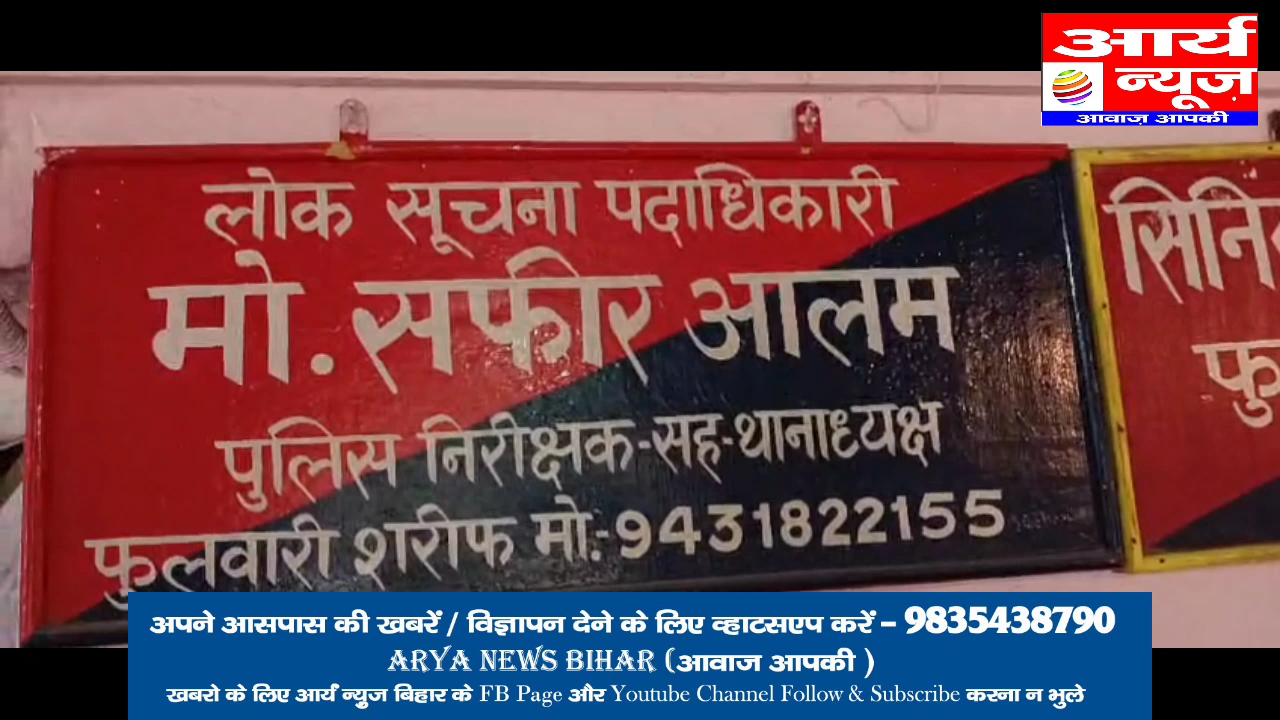 आर्य
न्यूज़
आवाज़ आपकी
लोक सूचना पदाधिकारी
मो. सफीर आलम
पुलिस निरीक्षक-सह-थानाध्यक्ष
फुलवारी शरीफ मो.-9431822155
फु
अपने आसपास की खबरें / विज्ञापन देने के लिए व्हाटसएप करें – 9835438790
ARYA NEWS BIHAR (आवाज आपकी )
खबरो के लिए आर्य न्युज बिहार के FB Page और Youtube Channel Follow & Subscribe करना न भुले